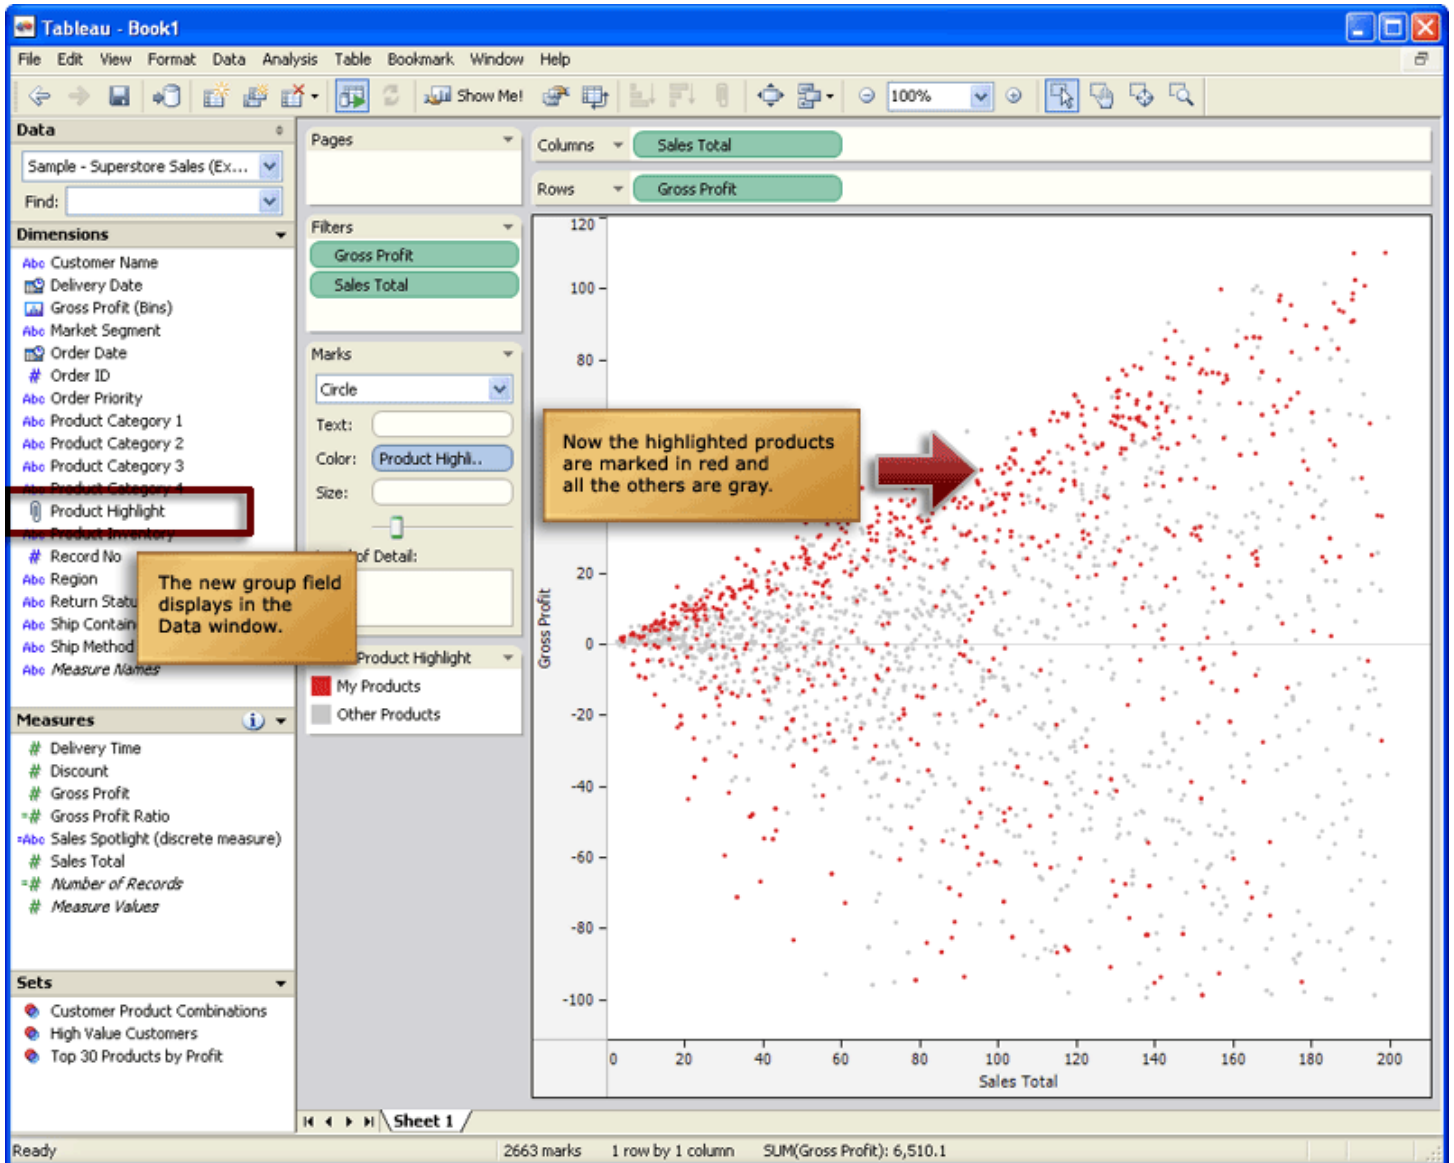 Tableau - Book1
File Edit View Format Data Analysis Table Bookmark Window Help
Show Me!
100%
Data
Sample - Superstore Sales (Ex...
Find:
Dimensions
Abc Customer Name
Delivery Date
Gross Profit (Bins)
Abc Market Segment
Order Date
# Order ID
Abc Order Priority
Abc Product Category 1
Abc Product Category 2
Abc Product Category 3
Abc Product Category 4
Product Highlight
Abc Product Inventory
# Record No
Abc Region
Abc Return Statu
Abc Ship Contain
Abc Ship Method
Abc Measure Names
The new group field
displays in the
Data window.
Measures
# Delivery Time
# Discount
# Gross Profit
=# Gross Profit Ratio
=Abc Sales Spotlight (discrete measure)
# Sales Total
=# Number of Records
# Measure Values
Sets
Customer Product Combinations
High Value Customers
Top 30 Products by Profit
Pages
Filters
Gross Profit
Sales Total
Marks
Circle
Text:
Color: Product Highli..
Size:
of Detail:
Product Highlight
My Products
Other Products
Columns Sales Total
Rows Gross Profit
Now the highlighted products
are marked in red and
all the others are gray.
120
100
80
20
0
-20
-40
-60
-80
-100
Gross Profit
0 20 40 60 80 100 120 140 160 180 200
Sales Total
Sheet 1
Ready 2663 marks 1 row by 1 column SUM(Gross Profit): 6,510.1